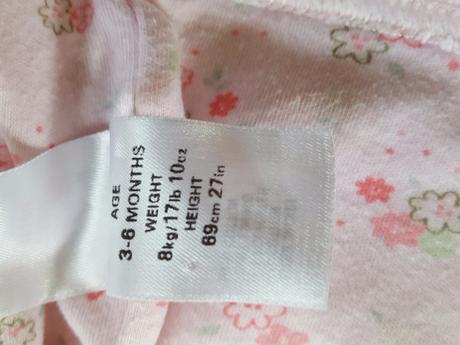 AGE
3-6 MONTHS
WEIGHT
8kg/17lb 10oz
HEIGHT
69cm 27in